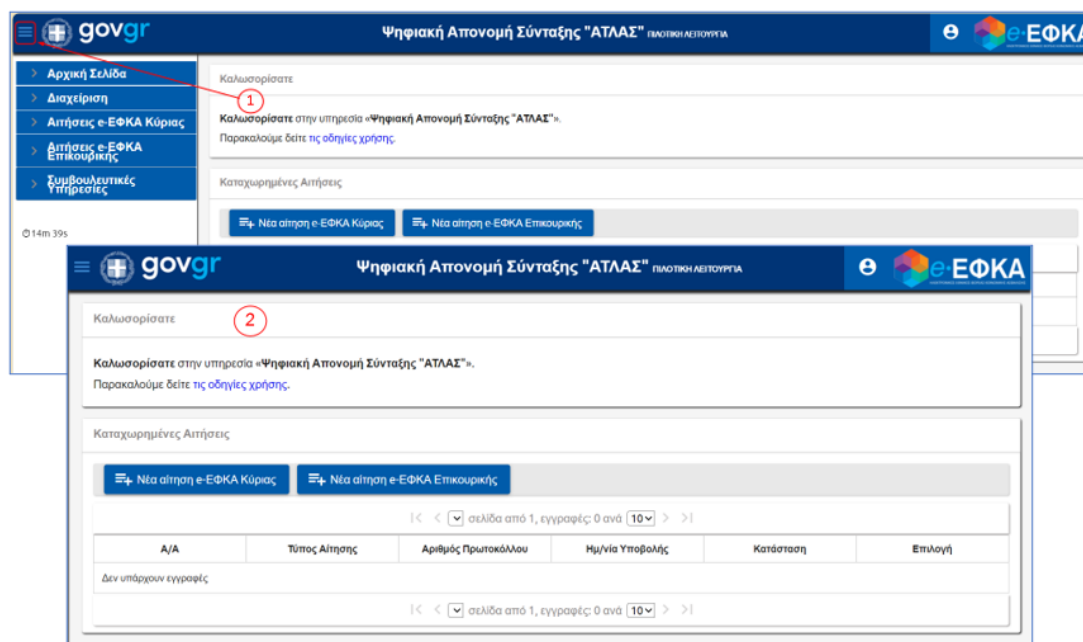 govgr
Ψηφιακή Απονομή Σύνταξης "ΑΤΛΑΣ" ΠΙΛΟΤΙΚΗ ΛΕΙΤΟΥΡΓΙΑ
e-ΕΦΚΑ
Αρχική Σελίδα
Διαχείριση
Αιτήσεις e-ΕΦΚΑ Κύριας
Αιτήσεις e-ΕΦΚΑ
Επικουρικής
Συμβουλευτικές
Υπηρεσίες
14m 39s
Καλωσορίσατε
1
Καλωσορίσατε στην υπηρεσία «Ψηφιακή Απονομή Σύνταξης "ΑΤΛΑΣ"».
Παρακαλούμε δείτε τις οδηγίες χρήσης.
Καταχωρημένες Αιτήσεις
Νέα αίτηση e-ΕΦΚΑ Κύριας
Νέα αίτηση e-ΕΦΚΑ Επικουρικής
govgr
Ψηφιακή Απονομή Σύνταξης "ΑΤΛΑΣ" ΠΙΛΟΤΙΚΗ ΛΕΙΤΟΥΡΓΙΑ
e-ΕΦΚΑ
Καλωσορίσατε
2
Καλωσορίσατε στην υπηρεσία «Ψηφιακή Απονομή Σύνταξης "ΑΤΛΑΣ"».
Παρακαλούμε δείτε τις οδηγίες χρήσης.
Καταχωρημένες Αιτήσεις
Νέα αίτηση e-ΕΦΚΑ Κύριας
Νέα αίτηση e-ΕΦΚΑ Επικουρικής
σελίδα από 1, εγγραφές: 0 ανά 10
Α/Α Τύπος Αίτησης Αριθμός Πρωτοκόλλου Ημ/νία Υποβολής Κατάσταση Επιλογή
Δεν υπάρχουν εγγραφές
σελίδα από 1, εγγραφές: 0 ανά 10